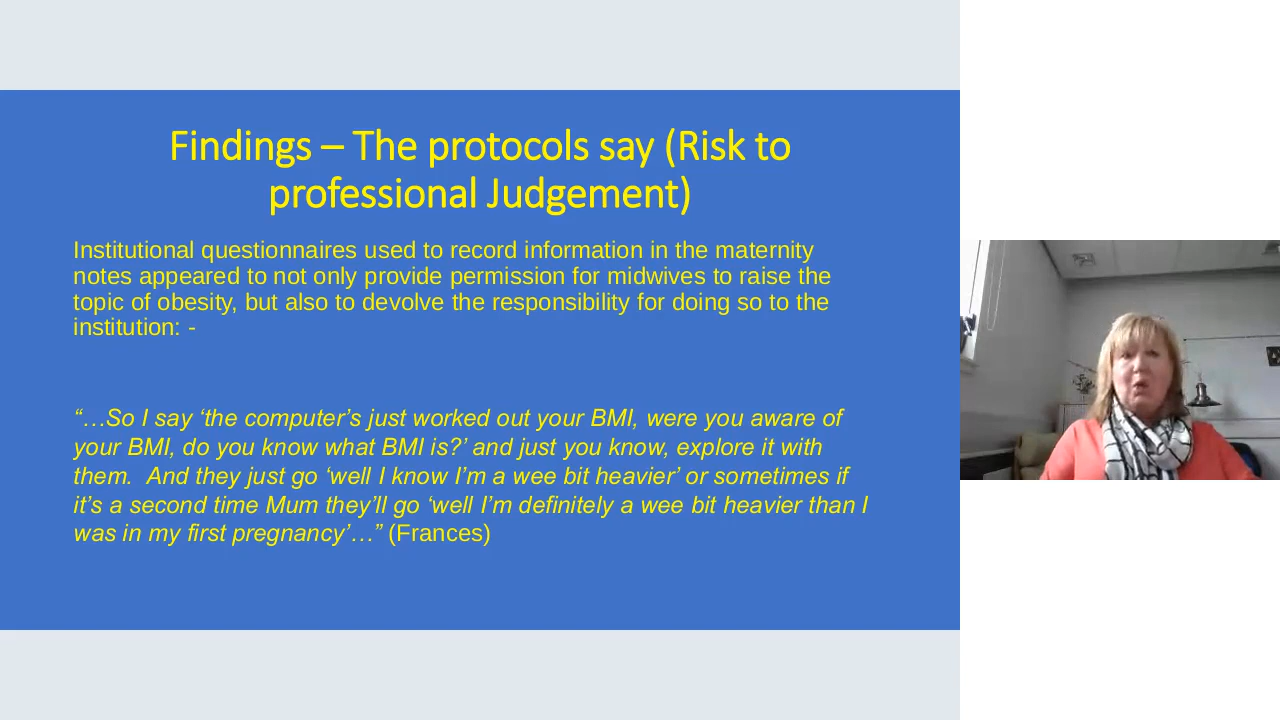 Findings – The protocols say (Risk to
professional Judgement)
Institutional questionnaires used to record information in the maternity
notes appeared to not only provide permission for midwives to raise the
topic of obesity, but also to devolve the responsibility for doing so to the
institution: -
“…So I say ‘the computer’s just worked out your BMI, were you aware of
your BMI, do you know what BMI is?’ and just you know, explore it with
them.  And they just go ‘well I know I’m a wee bit heavier’ or sometimes if
it’s a second time Mum they’ll go ‘well I’m definitely a wee bit heavier than I
was in my first pregnancy’…” (Frances)